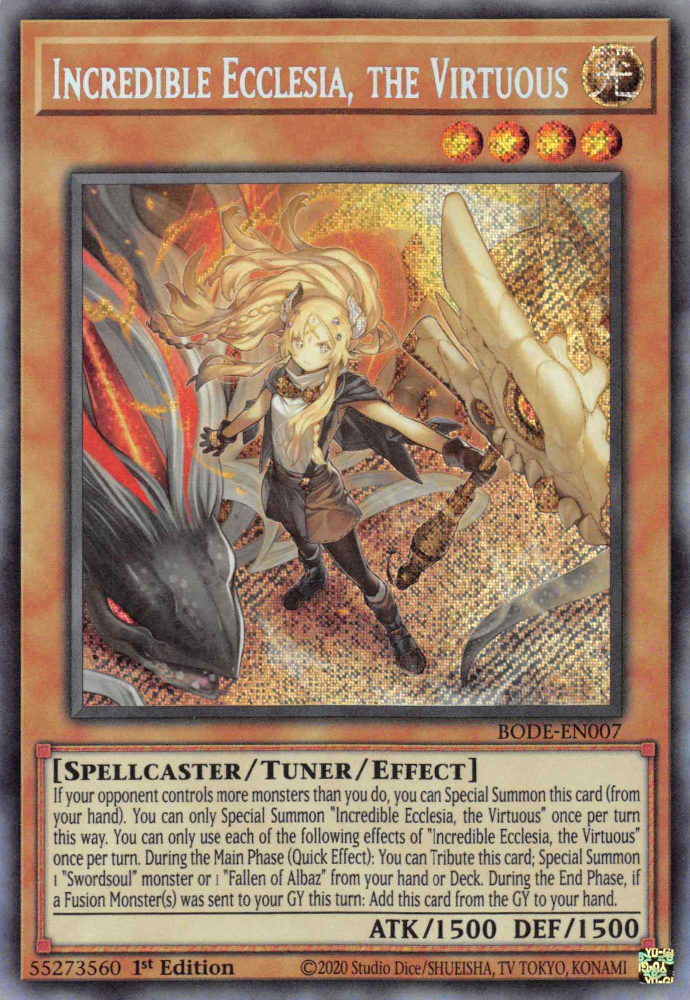 INCREDIBLE ECCLESIA, THE VIRTUOUS
光
BODE-EN007
[SPELLCASTER/TUNER/EFFECT]
If your opponent controls more monsters than you do, you can Special Summon this card (from
your hand). You can only Special Summon "Incredible Ecclesia, the Virtuous" once per turn
this way. You can only use each of the following effects of "Incredible Ecclesia, the Virtuous"
once per turn. During the Main Phase (Quick Effect): You can Tribute this card; Special Summon
1 "Swordsoul" monster or 1 "Fallen of Albaz" from your hand or Deck. During the End Phase, if
a Fusion Monster(s) was sent to your GY this turn: Add this card from the GY to your hand.
ATK/1500 DEF/1500
55273560 1st Edition ©2020 Studio Dice/SHUEISHA, TV TOKYO, KONAMI